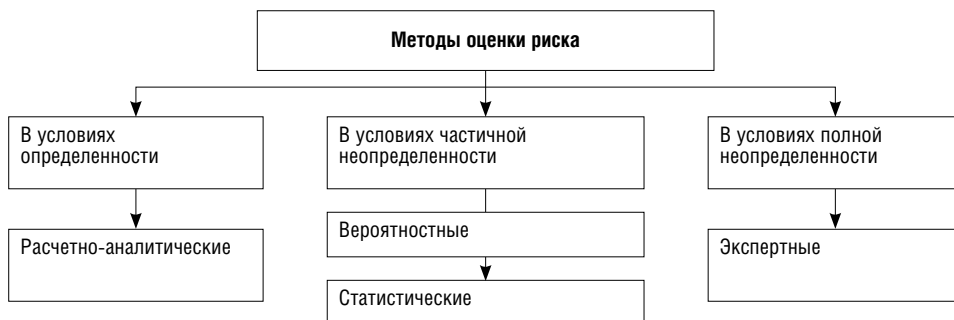 Методы оценки риска
В условиях
определенности
В условиях частичной
неопределенности
В условиях полной
неопределенности
Расчетно-аналитические
Вероятностные
Экспертные
Статистические